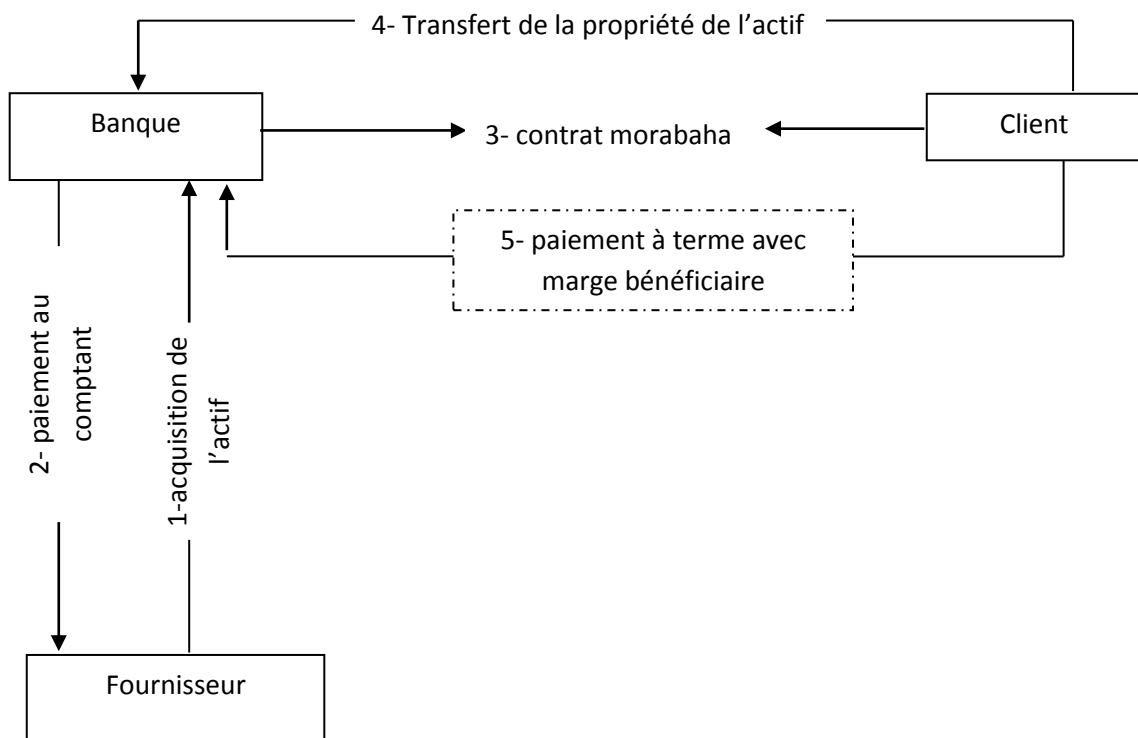 4- Transfert de la propriété de l’actif
Banque
3- contrat morabaha
Client
5- paiement à terme avec
marge bénéficiaire
2- paiement au
comptant
1-acquisition de
l’actif
Fournisseur